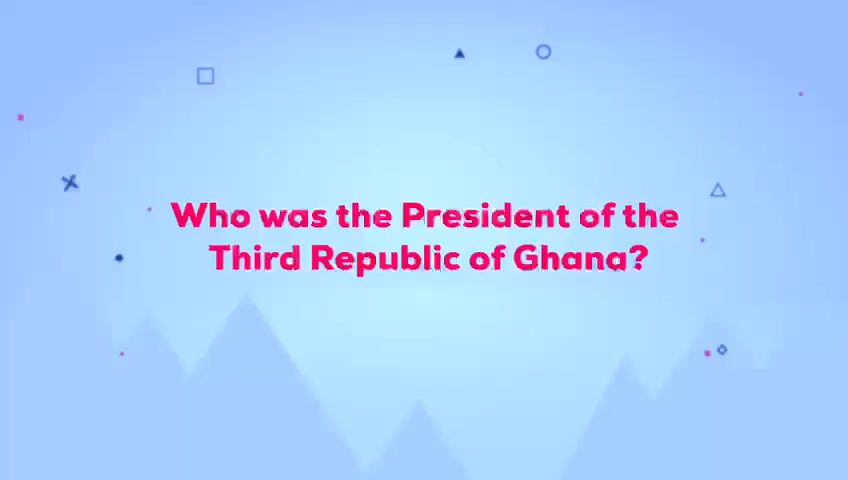 Who was the President of the
Third Republic of Ghana?